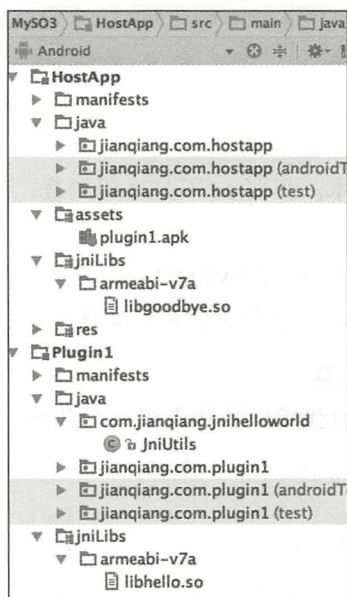 MySO3 HostApp src main java
Android
HostApp
manifests
java
jianqiang.com.hostapp
jianqiang.com.hostapp (androidT
jianqiang.com.hostapp (test)
assets
plugin1.apk
jniLibs
armeabi-v7a
libgoodbye.so
res
Plugin1
manifests
java
com.jianqiang.jnihelloworld
JniUtils
jianqiang.com.plugin1
jianqiang.com.plugin1 (androidT
jianqiang.com.plugin1 (test)
jniLibs
armeabi-v7a
libhello.so